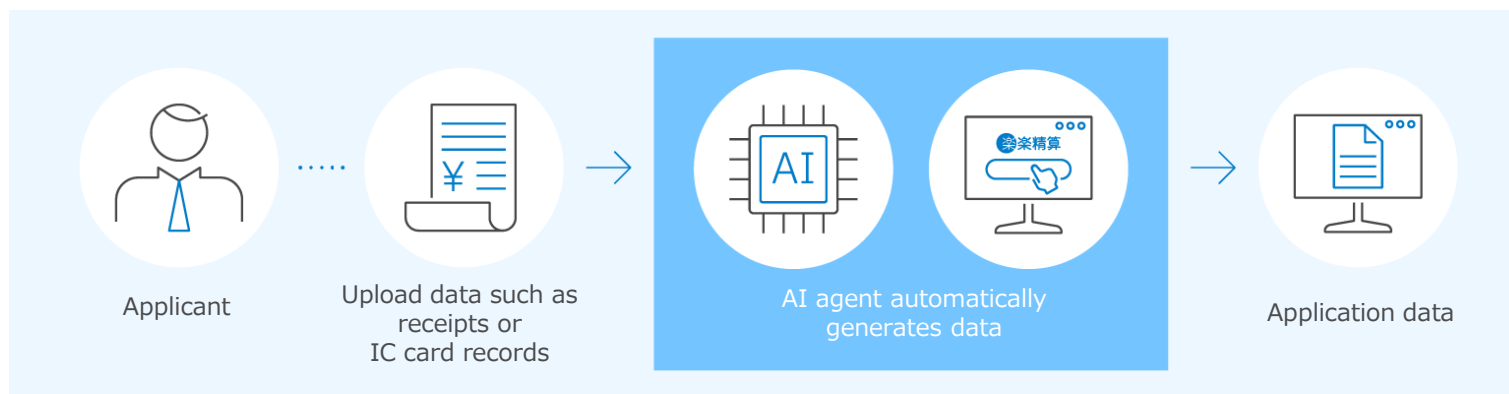 ¥
AI
楽楽精算
Applicant
Upload data such as
receipts or
IC card records
AI agent automatically
generates data
Application data